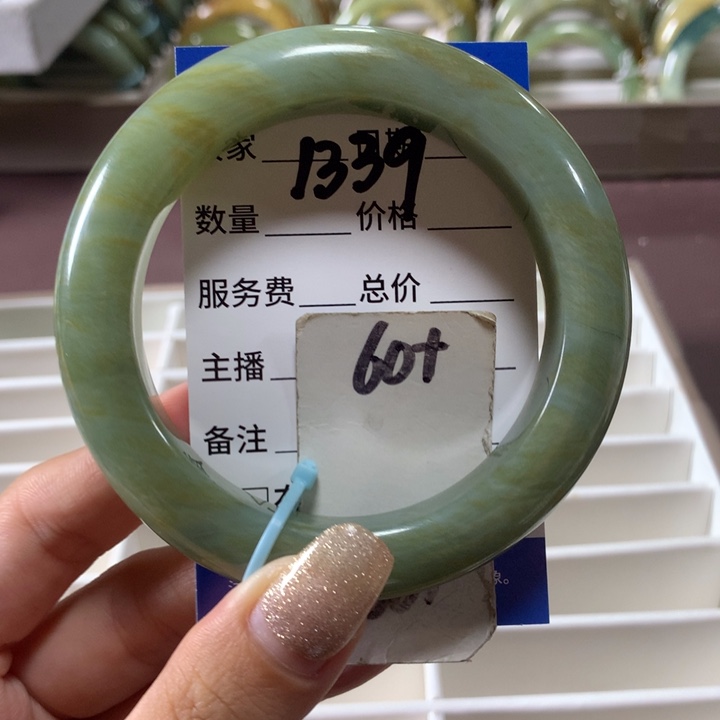 家 1339
数量 价格
服务费 总价
60+
主播
备注